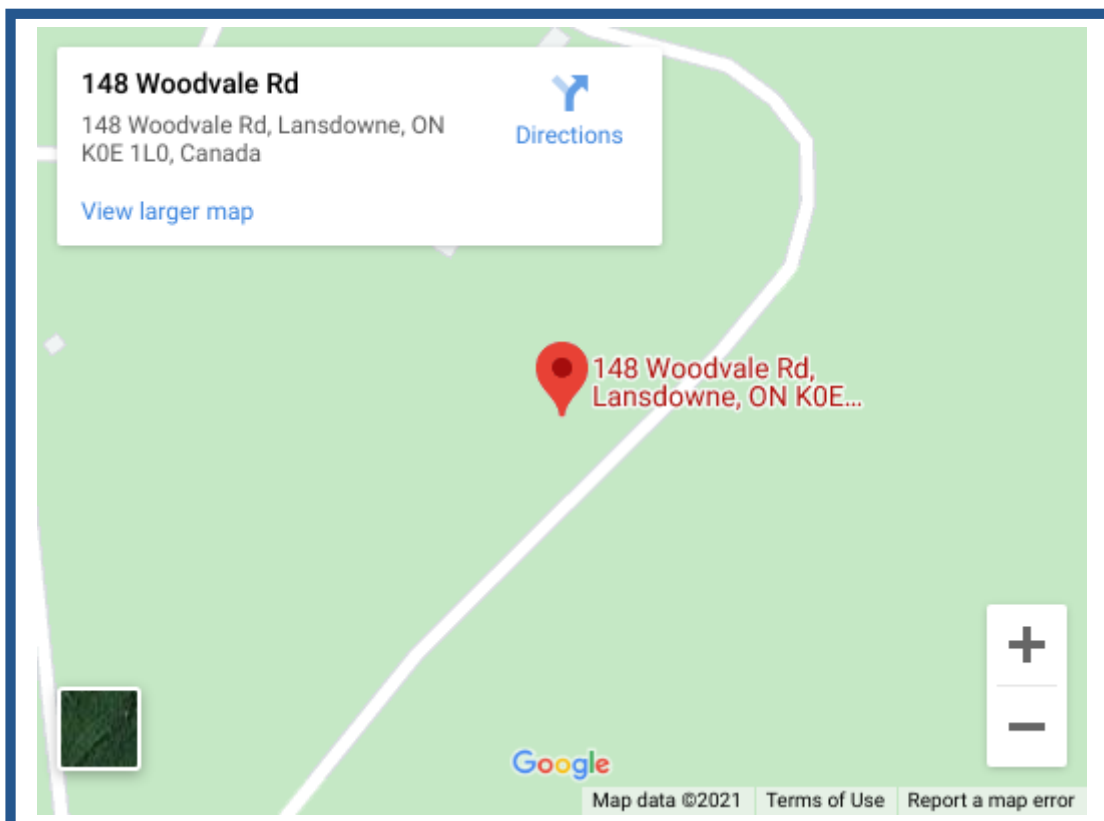 148 Woodvale Rd
148 Woodvale Rd, Lansdowne, ON
K0E 1L0, Canada
Directions
View larger map
148 Woodvale Rd,
Lansdowne, ON K0E...
Google
Map data ©2021 Terms of Use Report a map error